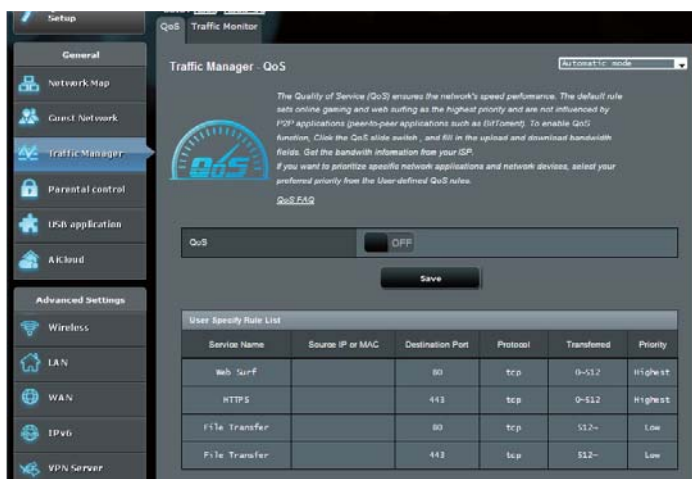 Setup
QoS Traffic Monitor
General
Network Map
Guest Network
Traffic Manager
Parental control
USB application
AiCloud
Advanced Settings
Wireless
LAN
WAN
IPv6
VPN Server
Traffic Manager - QoS
Automatic mode
The Quality of Service (QoS) ensures the network's speed performance. The default rule
sets online gaming and web surfing as the highest priority and are not influenced by
P2P applications (peer-to-peer applications such as BitTorrent). To enable QoS
function, Click the QoS slide switch , and fill in the upload and download bandwidth
fields. Get the bandwith information from your ISP.
If you want to prioritize specific network applications and network devices, select your
preferred priority from the User-defined QoS rules.
QoS FAQ
QoS
QoS OFF
Save
User Specify Rule List
Service Name Source IP or MAC Destination Port Protocol Transferred Priority
Web Surf 80 tcp 0~512 Highest
HTTPS 443 tcp 0~512 Highest
File Transfer 80 tcp 512~ Low
File Transfer 443 tcp 512~ Low